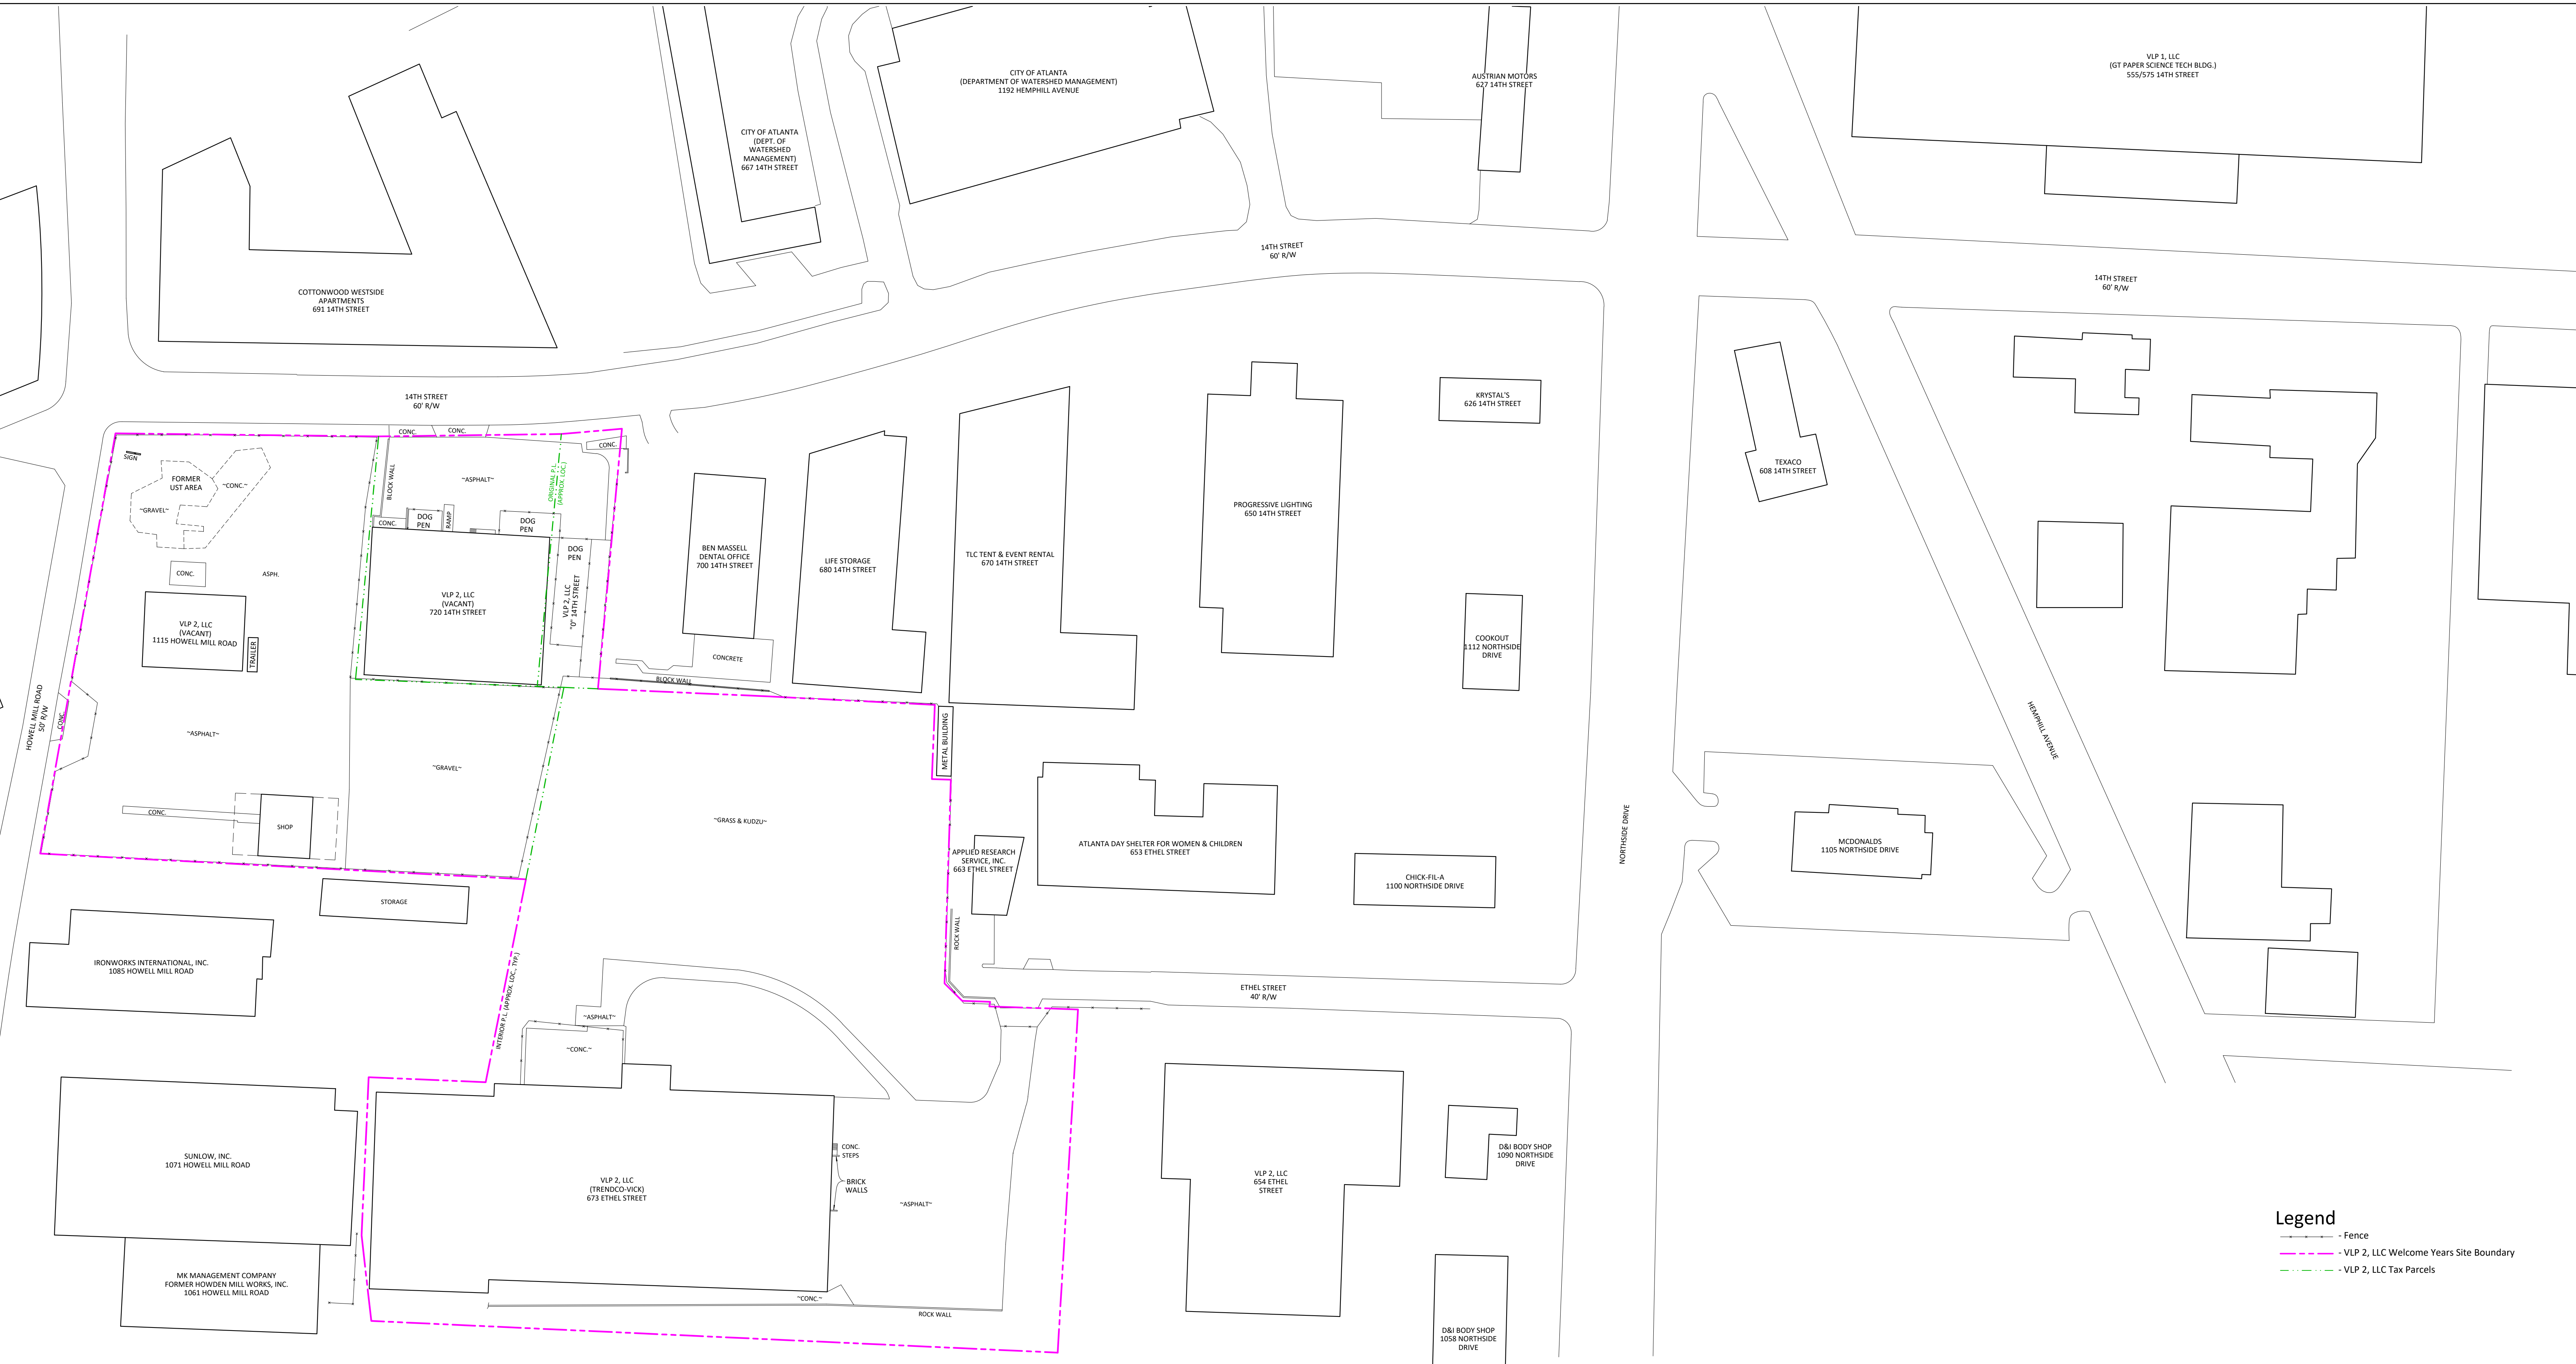 VLP 1, LLC
(GT PAPER SCIENCE TECH BLDG.)
555/575 14TH STREET
CITY OF ATLANTA
(DEPARTMENT OF WATERSHED MANAGEMENT)
1192 HEMPHILL AVENUE
AUSTRIAN MOTORS
627 14TH STREET
CITY OF ATLANTA
(DEPT. OF
WATERSHED
MANAGEMENT)
667 14TH STREET
14TH STREET
60' R/W
14TH STREET
60' R/W
COTTONWOOD WESTSIDE
APARTMENTS
691 14TH STREET
14TH STREET
60' R/W
KRYSTAL'S
626 14TH STREET
CONC.
CONC.
CONC.
SIGN
FORMER
UST AREA
~CONC.~
~GRAVEL~
BLOCK WALL
~ASPHALT~
ORIGINAL P.L.
(APPROX. LOC.)
CONC.
DOG
PEN
RAMP
DOG
PEN
DOG
PEN
TEXACO
608 14TH STREET
PROGRESSIVE LIGHTING
650 14TH STREET
BEN MASSELL
DENTAL OFFICE
700 14TH STREET
LIFE STORAGE
680 14TH STREET
TLC TENT & EVENT RENTAL
670 14TH STREET
CONC.
ASPH.
VLP 2, LLC
(VACANT)
720 14TH STREET
VLP 2, LLC
"0" 14TH STREET
VLP 2, LLC
(VACANT)
1115 HOWELL MILL ROAD
TRAILER
CONCRETE
BLOCK WALL
COOKOUT
1112 NORTHSIDE
DRIVE
HOWELL MILL ROAD
50' R/W
CONC.
~ASPHALT~
METAL BUILDING
HEMPHILL AVENUE
~GRAVEL~
CONC.
SHOP
~GRASS & KUDZU~
NORTHSIDE DRIVE
ATLANTA DAY SHELTER FOR WOMEN & CHILDREN
653 ETHEL STREET
APPLIED RESEARCH
SERVICE, INC.
663 ETHEL STREET
MCDONALDS
1105 NORTHSIDE DRIVE
CHICK-FIL-A
1100 NORTHSIDE DRIVE
STORAGE
ROCK WALL
IRONWORKS INTERNATIONAL, INC.
1085 HOWELL MILL ROAD
INTERIOR P.L. (APPROX. LOC., TYP.)
ETHEL STREET
40' R/W
~ASPHALT~
~CONC.~
SUNLOW, INC.
1071 HOWELL MILL ROAD
CONC.
STEPS
BRICK
WALLS
VLP 2, LLC
(TRENDCO-VICK)
673 ETHEL STREET
~ASPHALT~
VLP 2, LLC
654 ETHEL
STREET
D&I BODY SHOP
1090 NORTHSIDE
DRIVE
MK MANAGEMENT COMPANY
FORMER HOWDEN MILL WORKS, INC.
1061 HOWELL MILL ROAD
~CONC.~
ROCK WALL
D&I BODY SHOP
1058 NORTHSIDE
DRIVE
Legend
- Fence
- VLP 2, LLC Welcome Years Site Boundary
- VLP 2, LLC Tax Parcels